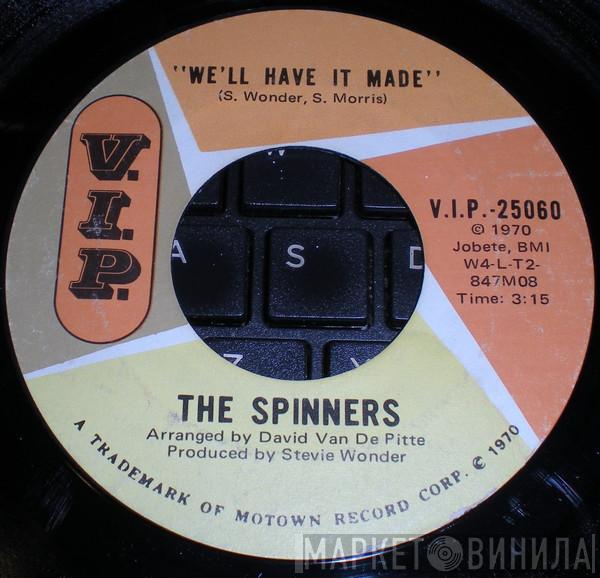 "WE'LL HAVE IT MADE"
(S. Wonder, S. Morris)
V.I.P.
V.I.P.-25060
© 1970
Jobete, BMI
W4-L-T2-
847M08
Time: 3:15
W
A S D
Z
THE SPINNERS
Arranged by David Van De Pitte
Produced by Stevie Wonder
A TRADEMARK OF MOTOWN RECORD CORP. © 1970
МАРКЕТ ВИНИЛА